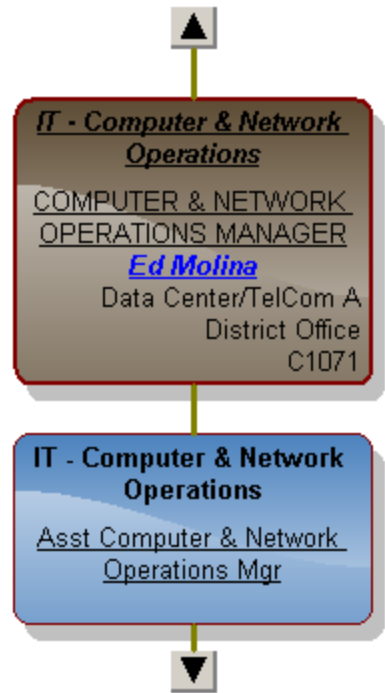 IT - Computer & Network
Operations
COMPUTER & NETWORK
OPERATIONS MANAGER
Ed Molina
Data Center/TelCom A
District Office
C1071
IT - Computer & Network
Operations
Asst Computer & Network
Operations Mgr